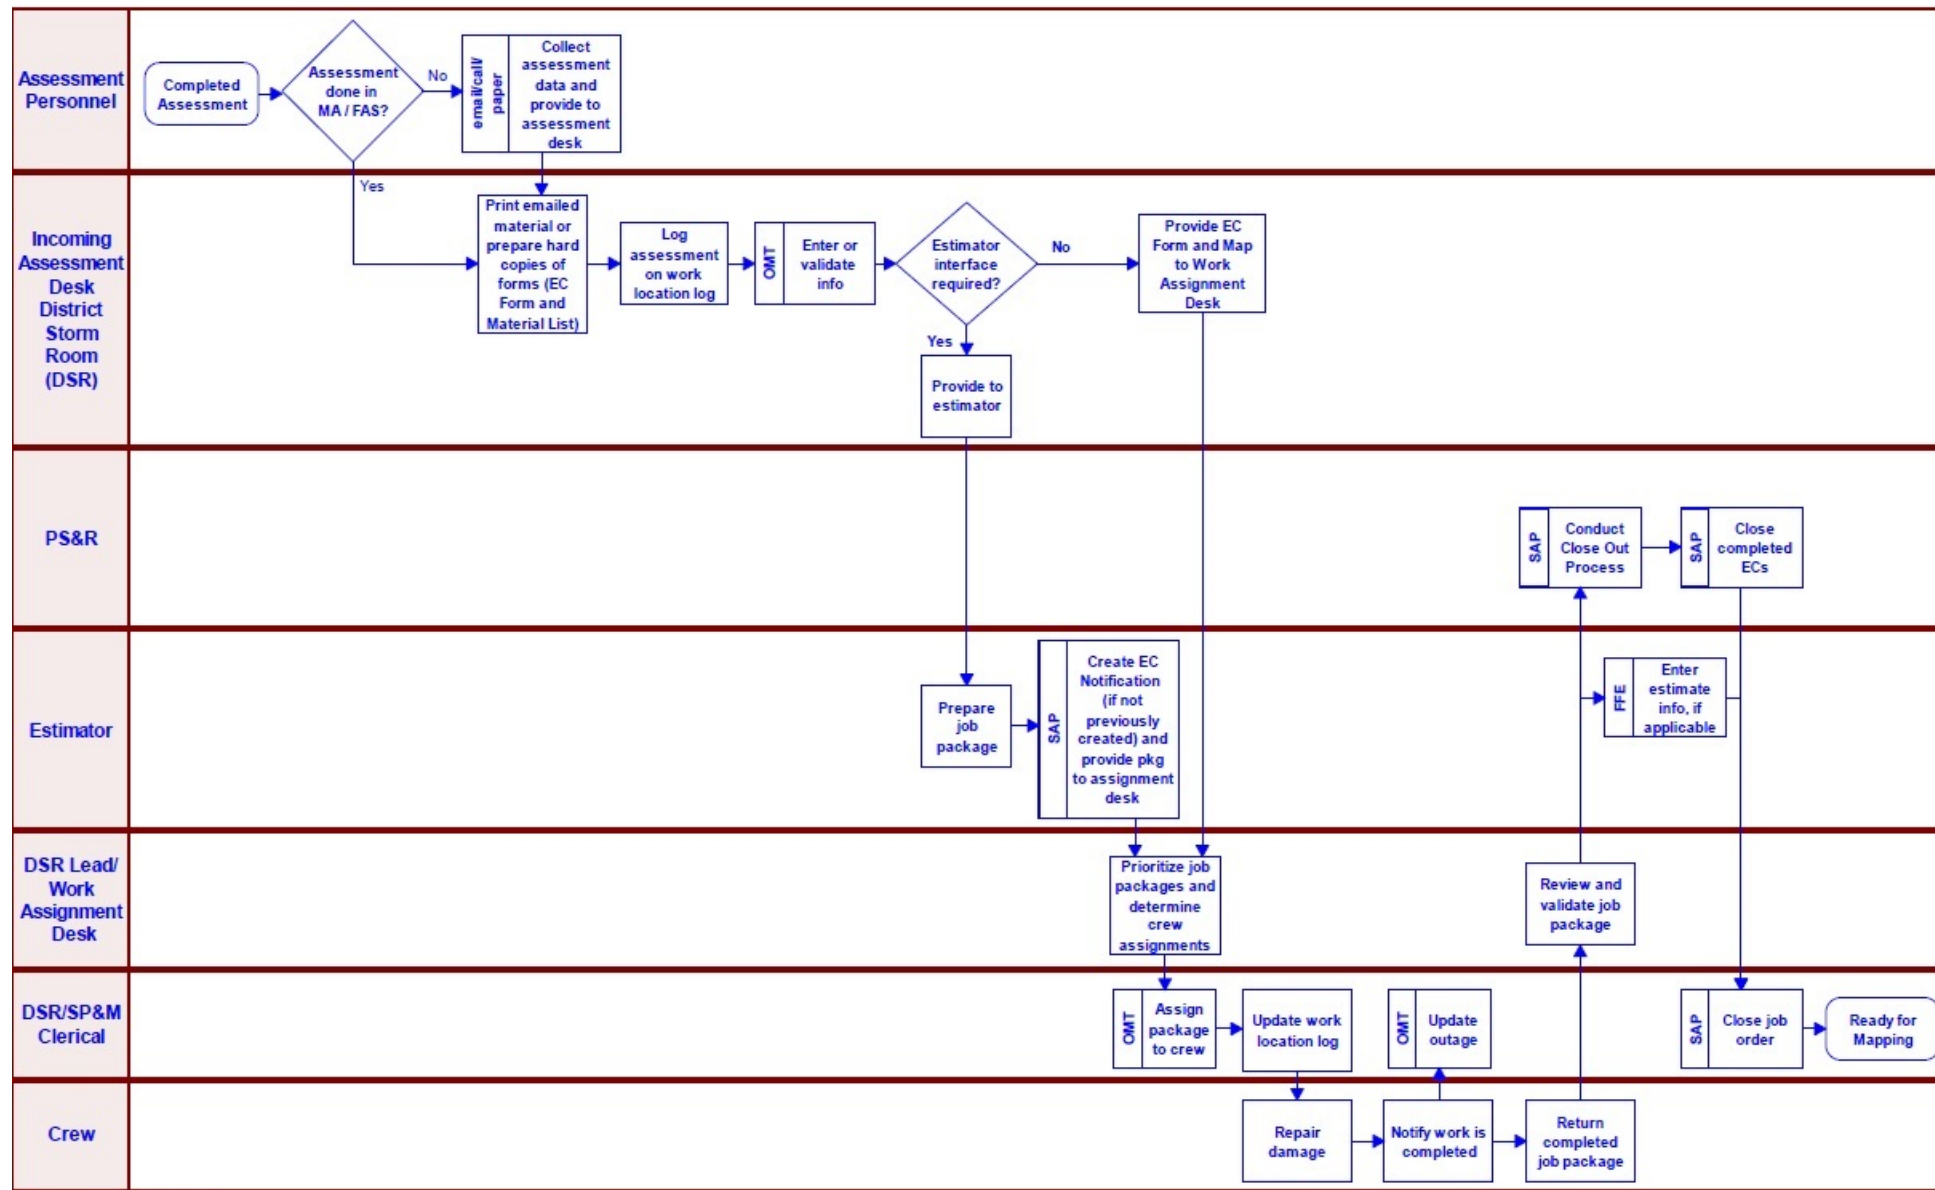 Assessment
Personnel
Completed
Assessment
Assessment
done in
MA / FAS?
No
Yes
email/call/
paper
Collect
assessment
data and
provide to
assessment
desk
Incoming
Assessment
Desk
District
Storm
Room
(DSR)
Print emailed
material or
prepare hard
copies of
forms (EC
Form and
Material List)
Log
assessment
on work
location log
OMT
Enter or
validate
info
Estimator
interface
required?
No
Yes
Provide EC
Form and Map
to Work
Assignment
Desk
Provide to
estimator
PS&R
SAP
Conduct
Close Out
Process
SAP
Close
completed
ECs
Estimator
Prepare
job
package
SAP
Create EC
Notification
(if not
previously
created) and
provide pkg
to assignment
desk
FFE
Enter
estimate
info, if
applicable
DSR Lead/
Work
Assignment
Desk
Prioritize job
packages and
determine
crew
assignments
Review and
validate job
package
DSR/SP&M
Clerical
OMT
Assign
package
to crew
Update work
location log
OMT
Update
outage
SAP
Close job
order
Ready for
Mapping
Crew
Repair
damage
Notify work is
completed
Return
completed
job package